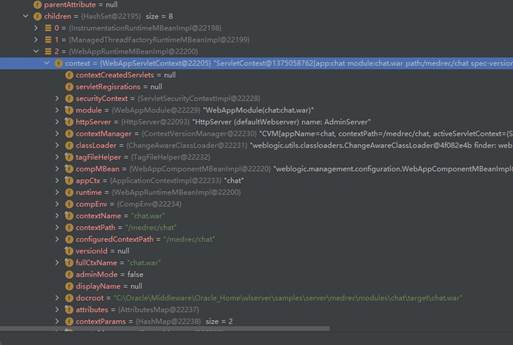 parentAttribute = null
children = {HashSet@22195} size = 8
0 = {InstrumentationRuntimeMBeanImpl@22198}
1 = {ManagedThreadFactoryRuntimeMBeanImpl@22199}
2 = {WebAppRuntimeMBeanImpl@22200}
context = {WebAppServletContext@22205} "ServletContext@1375058762[app:chat module:chat.war path:/medrec/chat spec-version
contextCreatedServlets = null
servletRegisrations = null
securityContext = {ServletSecurityContextImpl@22228}
module = {WebAppModule@22229} "WebAppModule(chat:chat.war)"
httpServer = {HttpServer@22093} "HttpServer (defaultWebserver) name: AdminServer"
contextManager = {ContextVersionManager@22230} "CVM[appName=chat, contextPath=/medrec/chat, activeServletContext=[S
classLoader = {ChangeAwareClassLoader@22231} "weblogic.utils.classloaders.ChangeAwareClassLoader@4f082e4b finder: web
tagFileHelper = {TagFileHelper@22232}
compMBean = {WebAppComponentMBeanImpl@22210} "weblogic.management.configuration.WebAppComponentMBeanImpl(
appCtx = {ApplicationContextImpl@22233} "chat"
runtime = {WebAppRuntimeMBeanImpl@22200}
compEnv = {CompEnv@22234}
contextName = "chat.war"
contextPath = "/medrec/chat"
configuredContextPath = "/medrec/chat"
versionId = null
fullCtxName = "chat.war"
adminMode = false
displayName = null
docroot = "C:\Oracle\Middleware\Oracle_Home\wlserver\samples\server\medrec\modules\chat\target\chat.war"
attributes = {AttributesMap@22237}
contextParams = {HashMap@22238} size = 2